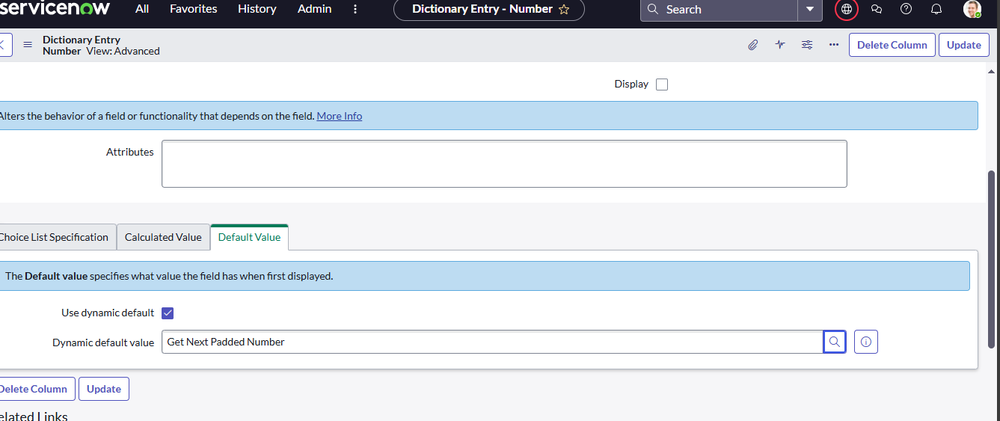 servicenow All Favorites History Admin Dictionary Entry - Number Search
Dictionary Entry
Number View: Advanced
Delete Column Update
Display
Alters the behavior of a field or functionality that depends on the field. More Info
Attributes
Choice List Specification Calculated Value Default Value
The Default value specifies what value the field has when first displayed.
Use dynamic default
Dynamic default value Get Next Padded Number
Delete Column Update
elated Links